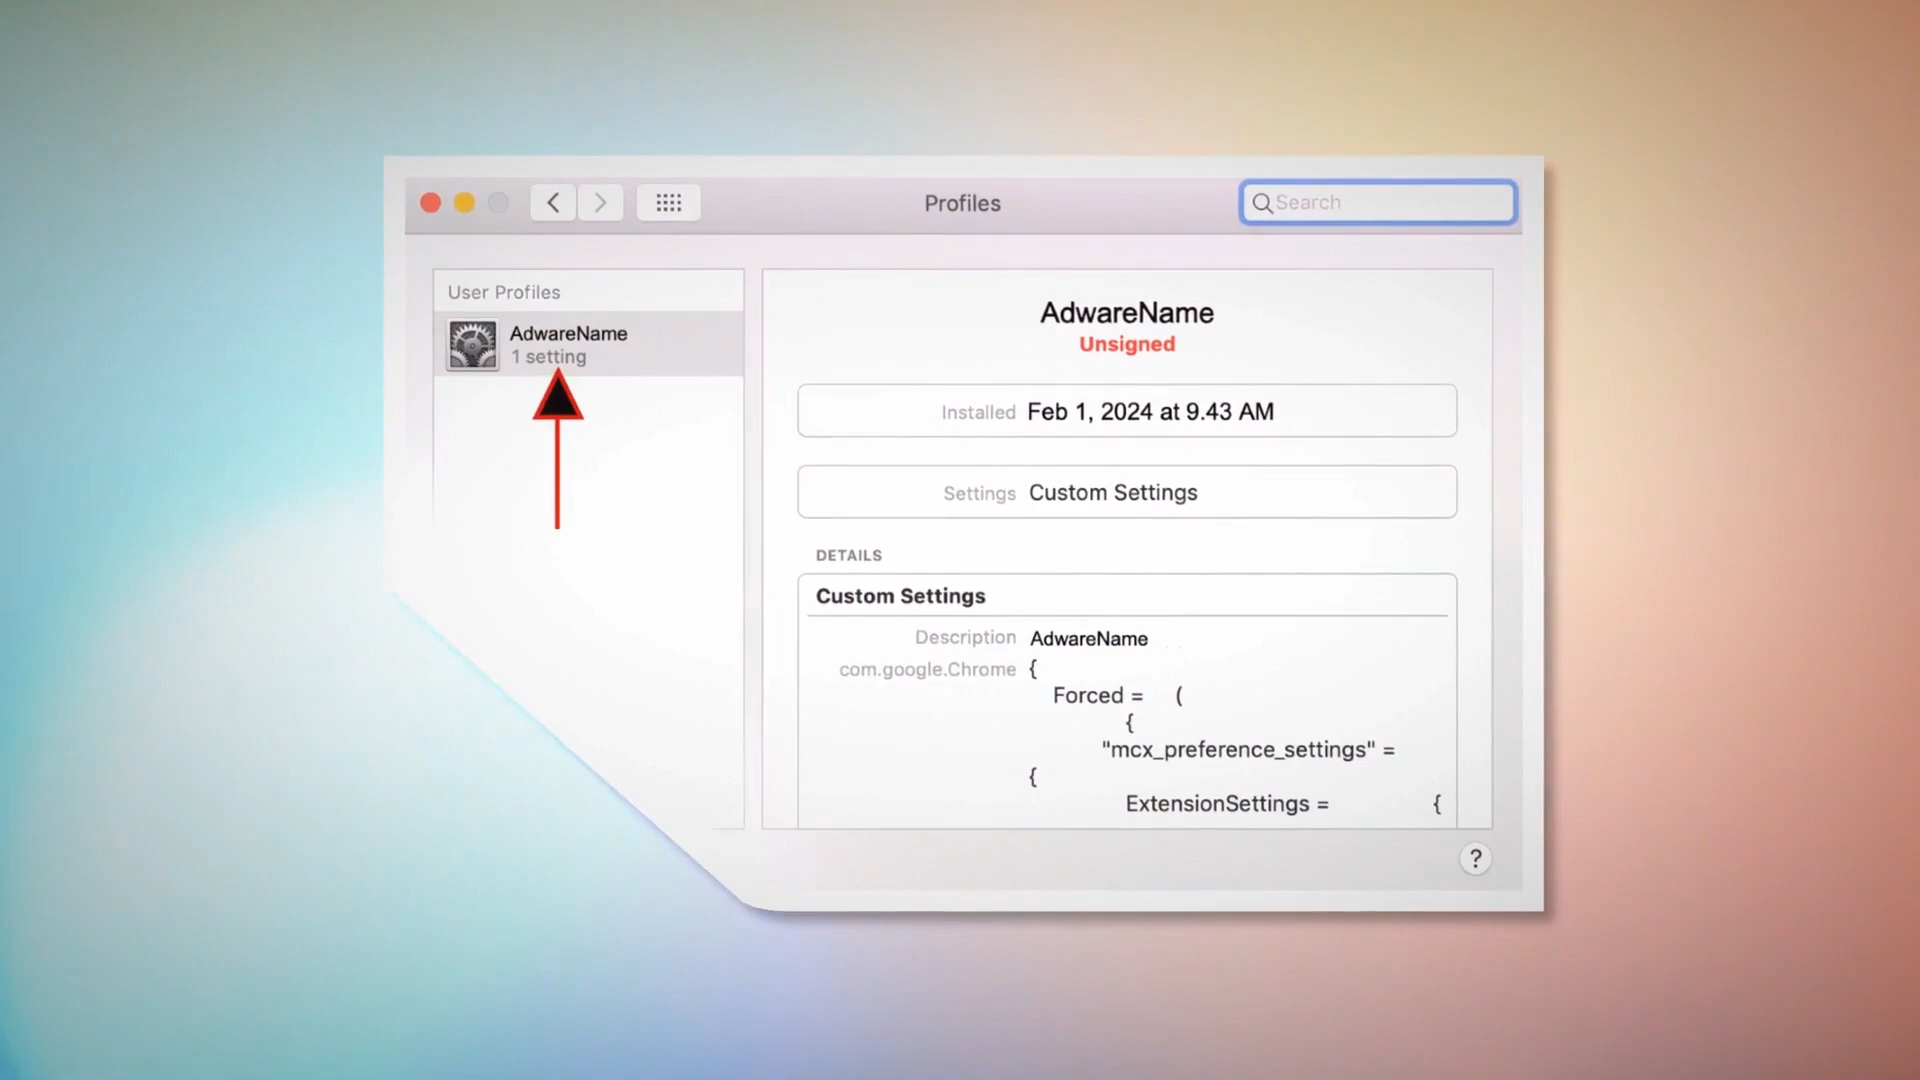 Profiles
Search
User Profiles
AdwareName
1 setting
AdwareName
Unsigned
Installed Feb 1, 2024 at 9.43 AM
Settings Custom Settings
DETAILS
Custom Settings
Description AdwareName
com.google.Chrome {
Forced = (
{
"mcx_preference_settings" =
{
ExtensionSettings = {
?